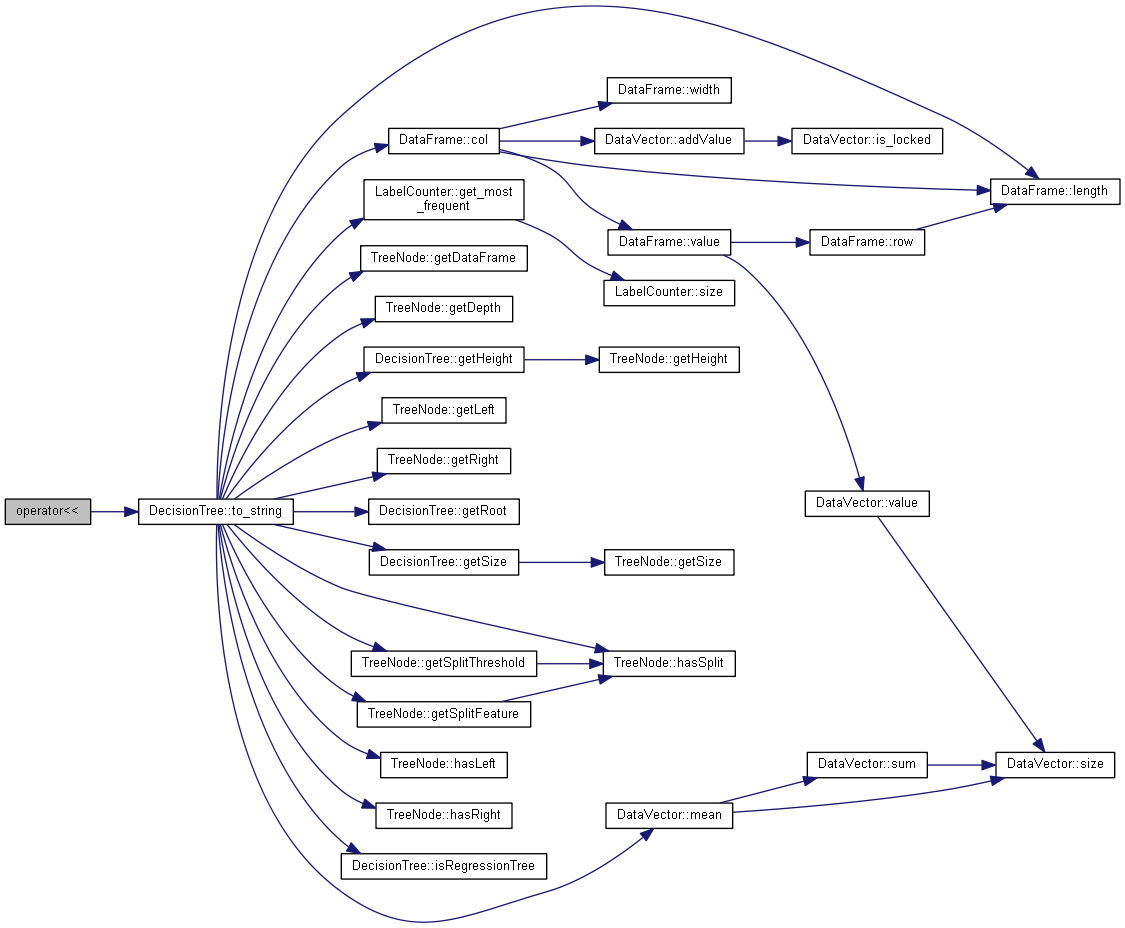 DataFrame::width
DataFrame::col
DataVector::addValue
DataVector::is_locked
LabelCounter::get_most
_frequent
DataFrame::length
DataFrame::value
DataFrame::row
TreeNode::getDataFrame
LabelCounter::size
TreeNode::getDepth
DecisionTree::getHeight
TreeNode::getHeight
TreeNode::getLeft
TreeNode::getRight
operator<<
DecisionTree::to_string
DecisionTree::getRoot
DataVector::value
DecisionTree::getSize
TreeNode::getSize
TreeNode::getSplitThreshold
TreeNode::hasSplit
TreeNode::getSplitFeature
TreeNode::hasLeft
DataVector::sum
DataVector::size
TreeNode::hasRight
DataVector::mean
DecisionTree::isRegressionTree